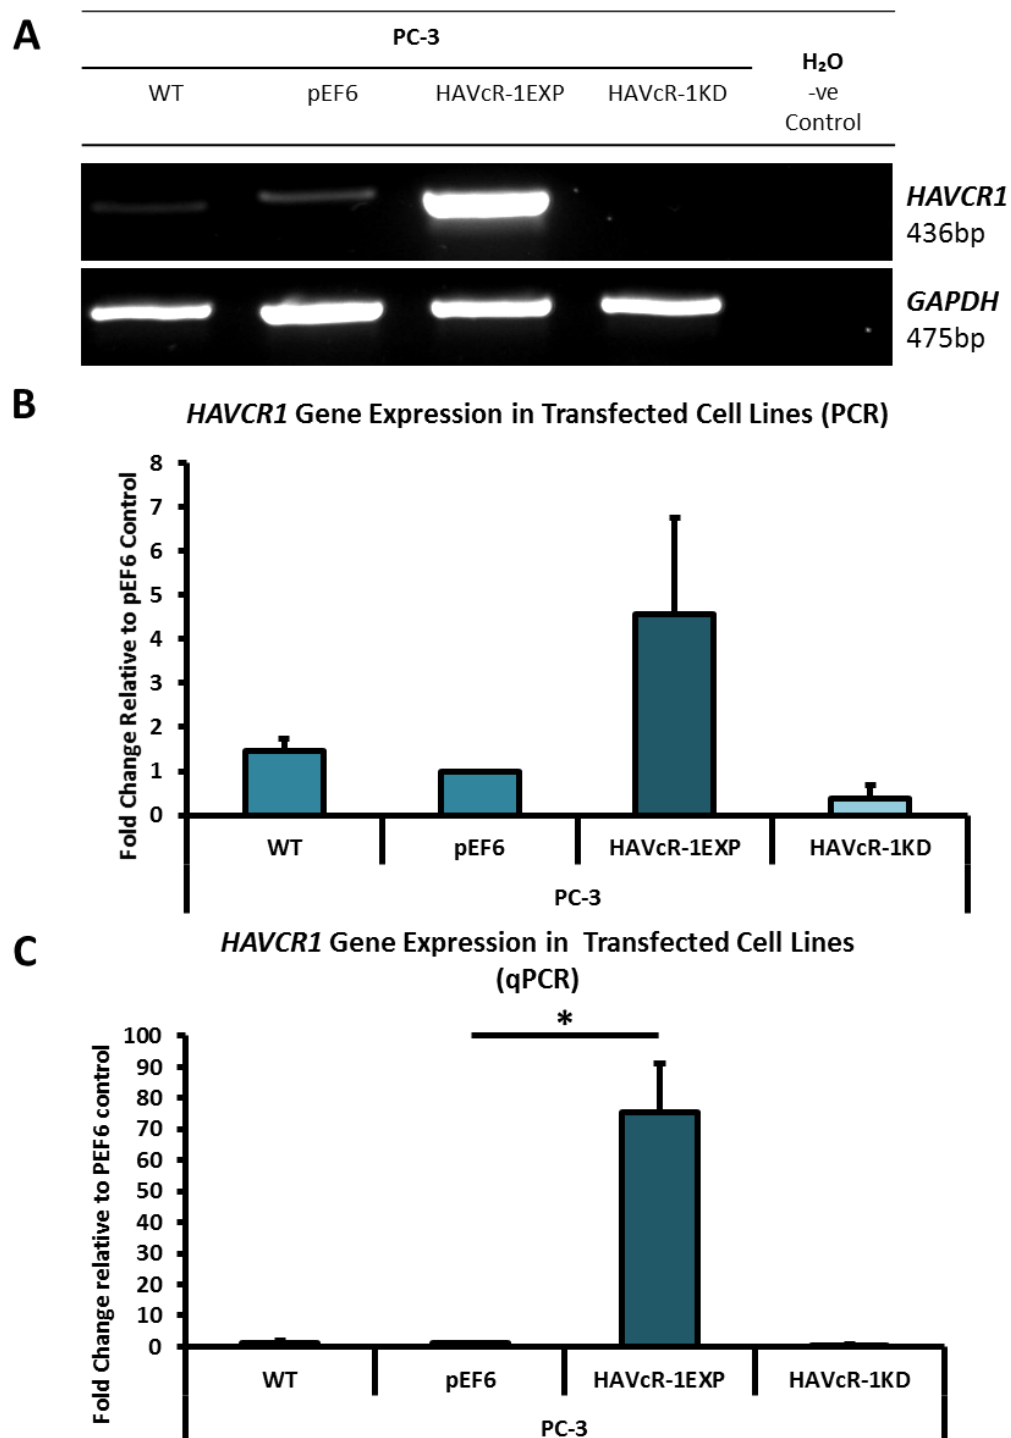 A
PC-3
WT pEF6 HAVcR-1EXP HAVcR-1KD
H₂O
-ve
Control
HAVCR1
436bp
GAPDH
475bp
B
HAVCR1 Gene Expression in Transfected Cell Lines (PCR)
Fold Change Relative to pEF6 Control
8
7
6
5
4
3
2
1
0
WT pEF6 HAVcR-1EXP HAVcR-1KD
PC-3
C
HAVCR1 Gene Expression in Transfected Cell Lines
(qPCR)
*
Fold Change relative to PEF6 control
100
90
80
70
60
50
40
30
20
10
0
WT pEF6 HAVcR-1EXP HAVcR-1KD
PC-3